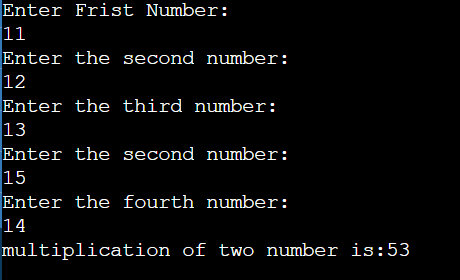 Enter Frist Number:
11
Enter the second number:
12
Enter the third number:
13
Enter the second number:
15
Enter the fourth number:
14
multiplication of two number is:53